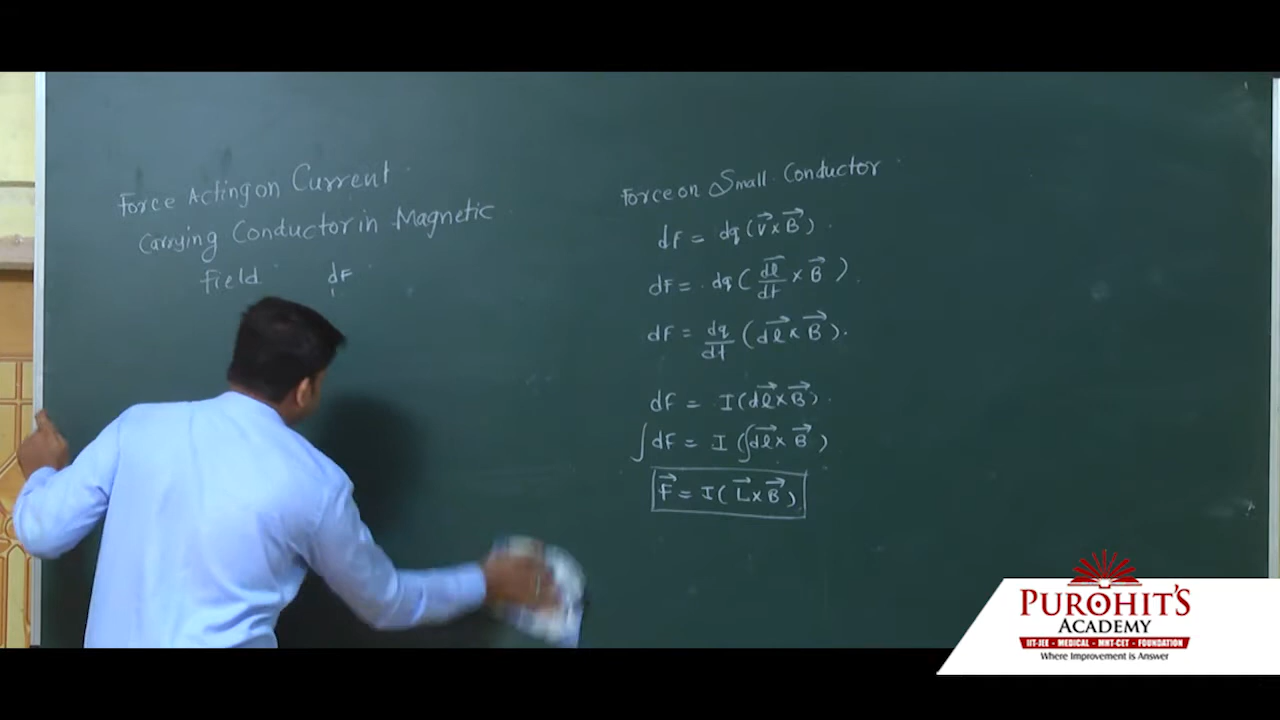 Force Acting on Current
Carrying Conductor in Magnetic
field
dF
Force on Small Conductor
dF = dq (v⃗ × B⃗).
dF = dq ( dl⃗/dt × B⃗ ).
dF = dq/dt (dl⃗ × B⃗).
dF = I (dl⃗ × B⃗).
∫ dF = I (∫ dl⃗ × B⃗)
F⃗ = I ( L⃗ × B⃗ )
PUROHIT'S
ACADEMY
IIT-JEE - MEDICAL - MHT-CET - FOUNDATION
Where Improvement is Answer